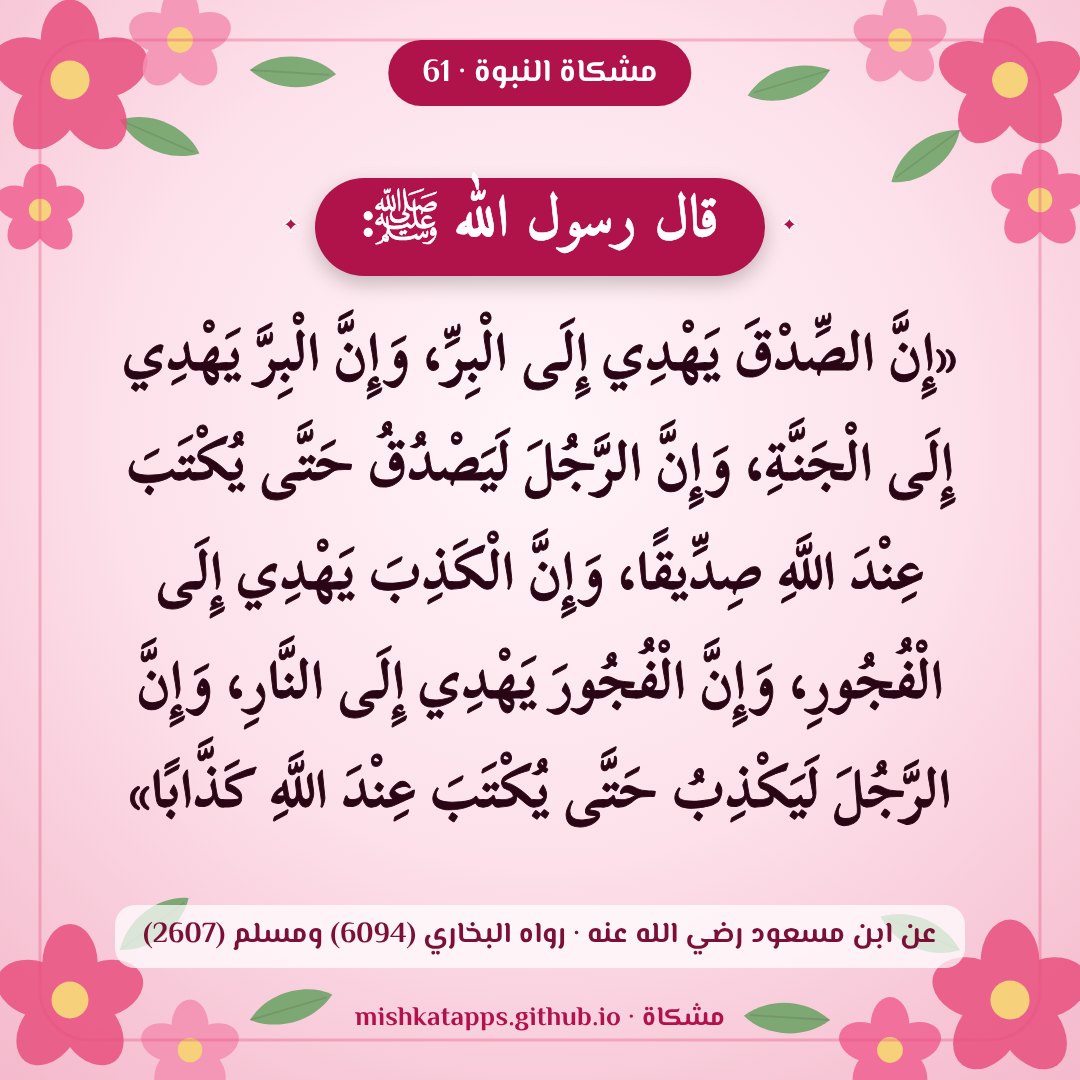 مشكاة النبوة · 61
قال رسول الله ﷺ:
«إِنَّ الصِّدْقَ يَهْدِي إِلَى الْبِرِّ، وَإِنَّ الْبِرَّ يَهْدِي
إِلَى الْجَنَّةِ، وَإِنَّ الرَّجُلَ لَيَصْدُقُ حَتَّى يُكْتَبَ
عِنْدَ اللَّهِ صِدِّيقًا، وَإِنَّ الْكَذِبَ يَهْدِي إِلَى
الْفُجُورِ، وَإِنَّ الْفُجُورَ يَهْدِي إِلَى النَّارِ، وَإِنَّ
الرَّجُلَ لَيَكْذِبُ حَتَّى يُكْتَبَ عِنْدَ اللَّهِ كَذَّابًا»
عن ابن مسعود رضي الله عنه · رواه البخاري (6094) ومسلم (2607)
مشكاة · mishkatapps.github.io